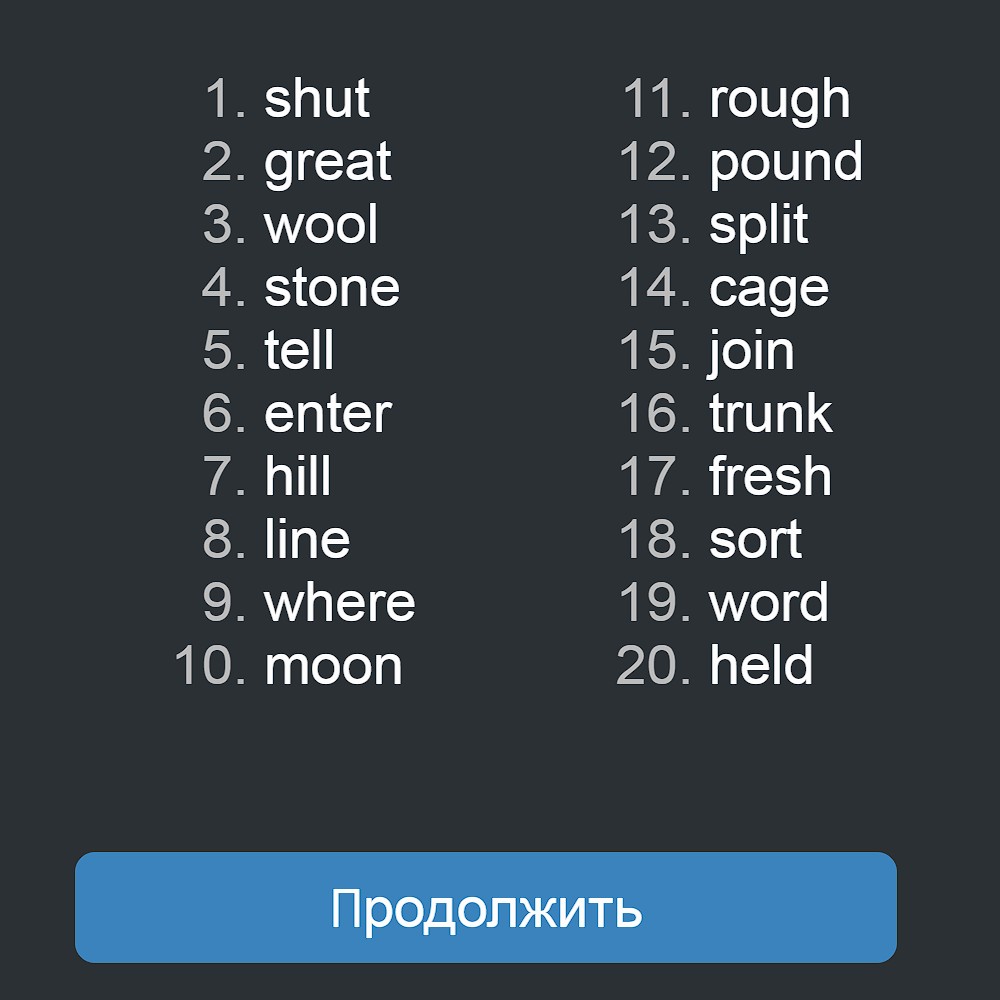 1. shut
2. great
3. wool
4. stone
5. tell
6. enter
7. hill
8. line
9. where
10. moon
11. rough
12. pound
13. split
14. cage
15. join
16. trunk
17. fresh
18. sort
19. word
20. held
Продолжить